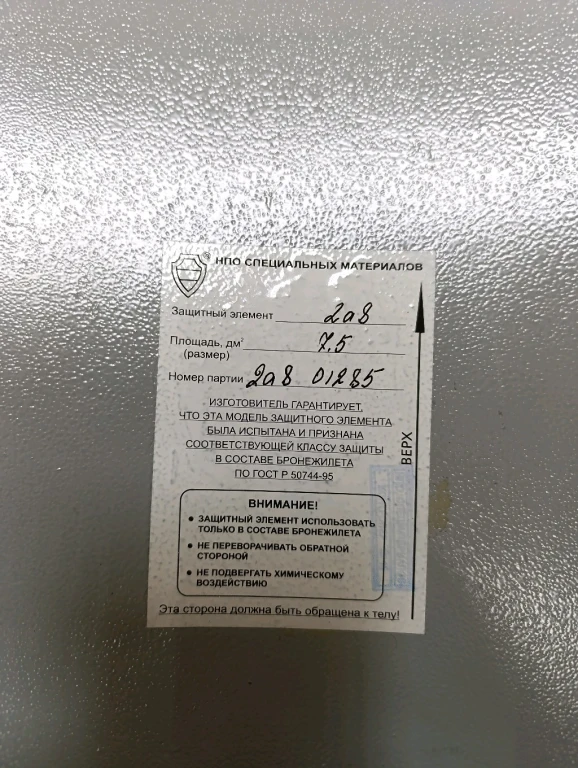 ® НПО СПЕЦИАЛЬНЫХ МАТЕРИАЛОВ
Защитный элемент 2а8
Площадь, дм² 7,5
(размер)
Номер партии 2а8 01285
ИЗГОТОВИТЕЛЬ ГАРАНТИРУЕТ,
ЧТО ЭТА МОДЕЛЬ ЗАЩИТНОГО ЭЛЕМЕНТА
БЫЛА ИСПЫТАНА И ПРИЗНАНА
СООТВЕТСТВУЮЩЕЙ КЛАССУ ЗАЩИТЫ
В СОСТАВЕ БРОНЕЖИЛЕТА
ПО ГОСТ Р 50744-95
ВЕРХ
ВНИМАНИЕ!
• ЗАЩИТНЫЙ ЭЛЕМЕНТ ИСПОЛЬЗОВАТЬ
ТОЛЬКО В СОСТАВЕ БРОНЕЖИЛЕТА
• НЕ ПЕРЕВОРАЧИВАТЬ ОБРАТНОЙ
СТОРОНОЙ
• НЕ ПОДВЕРГАТЬ ХИМИЧЕСКОМУ
ВОЗДЕЙСТВИЮ
Эта сторона должна быть обращена к телу!